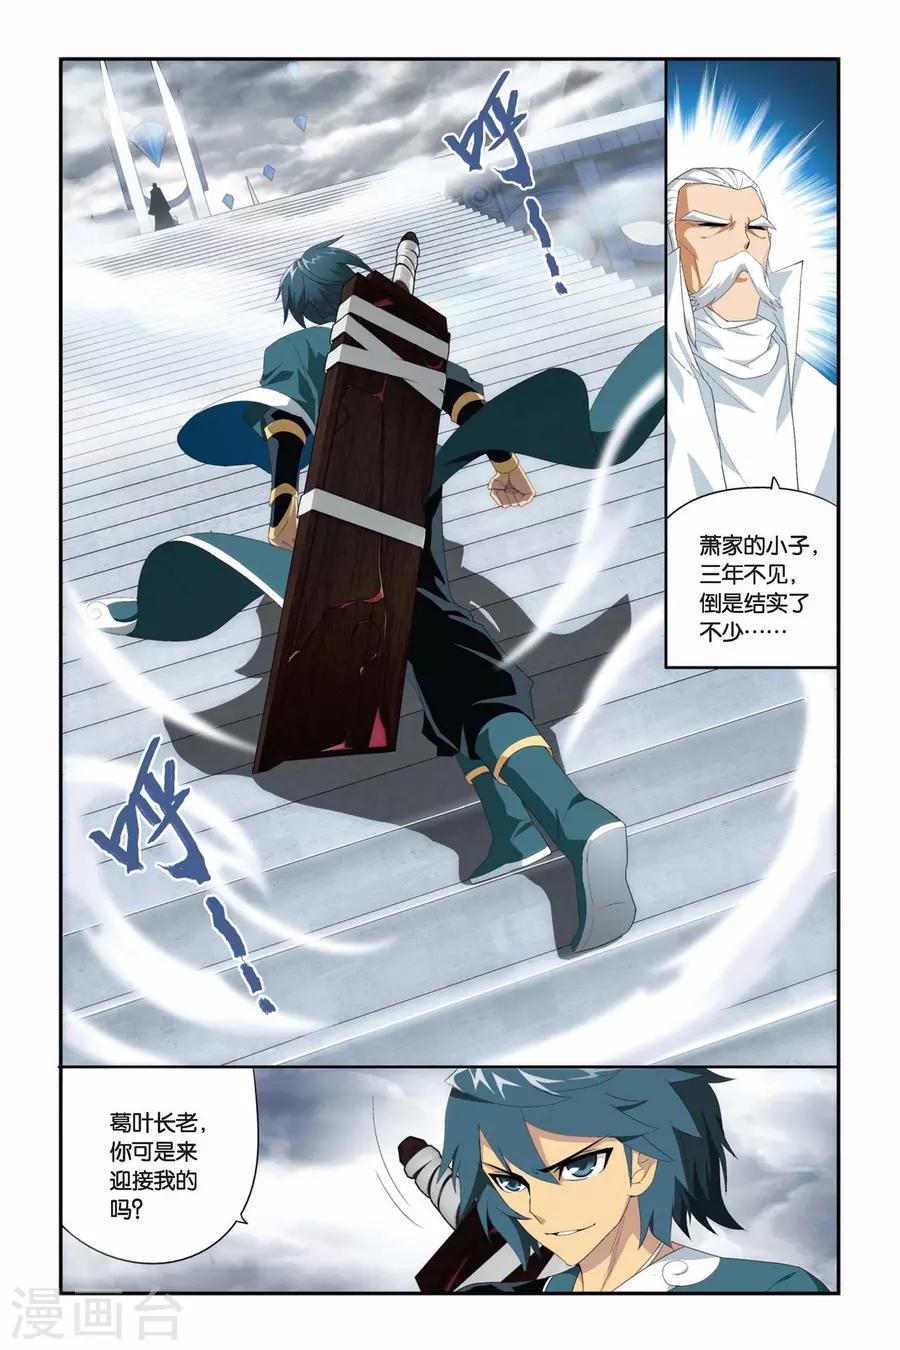 呼……
萧家的小子，
三年不见，
倒是结实了
不少……
呼……
葛叶长老，
你可是来
迎接我的
吗？
漫画台